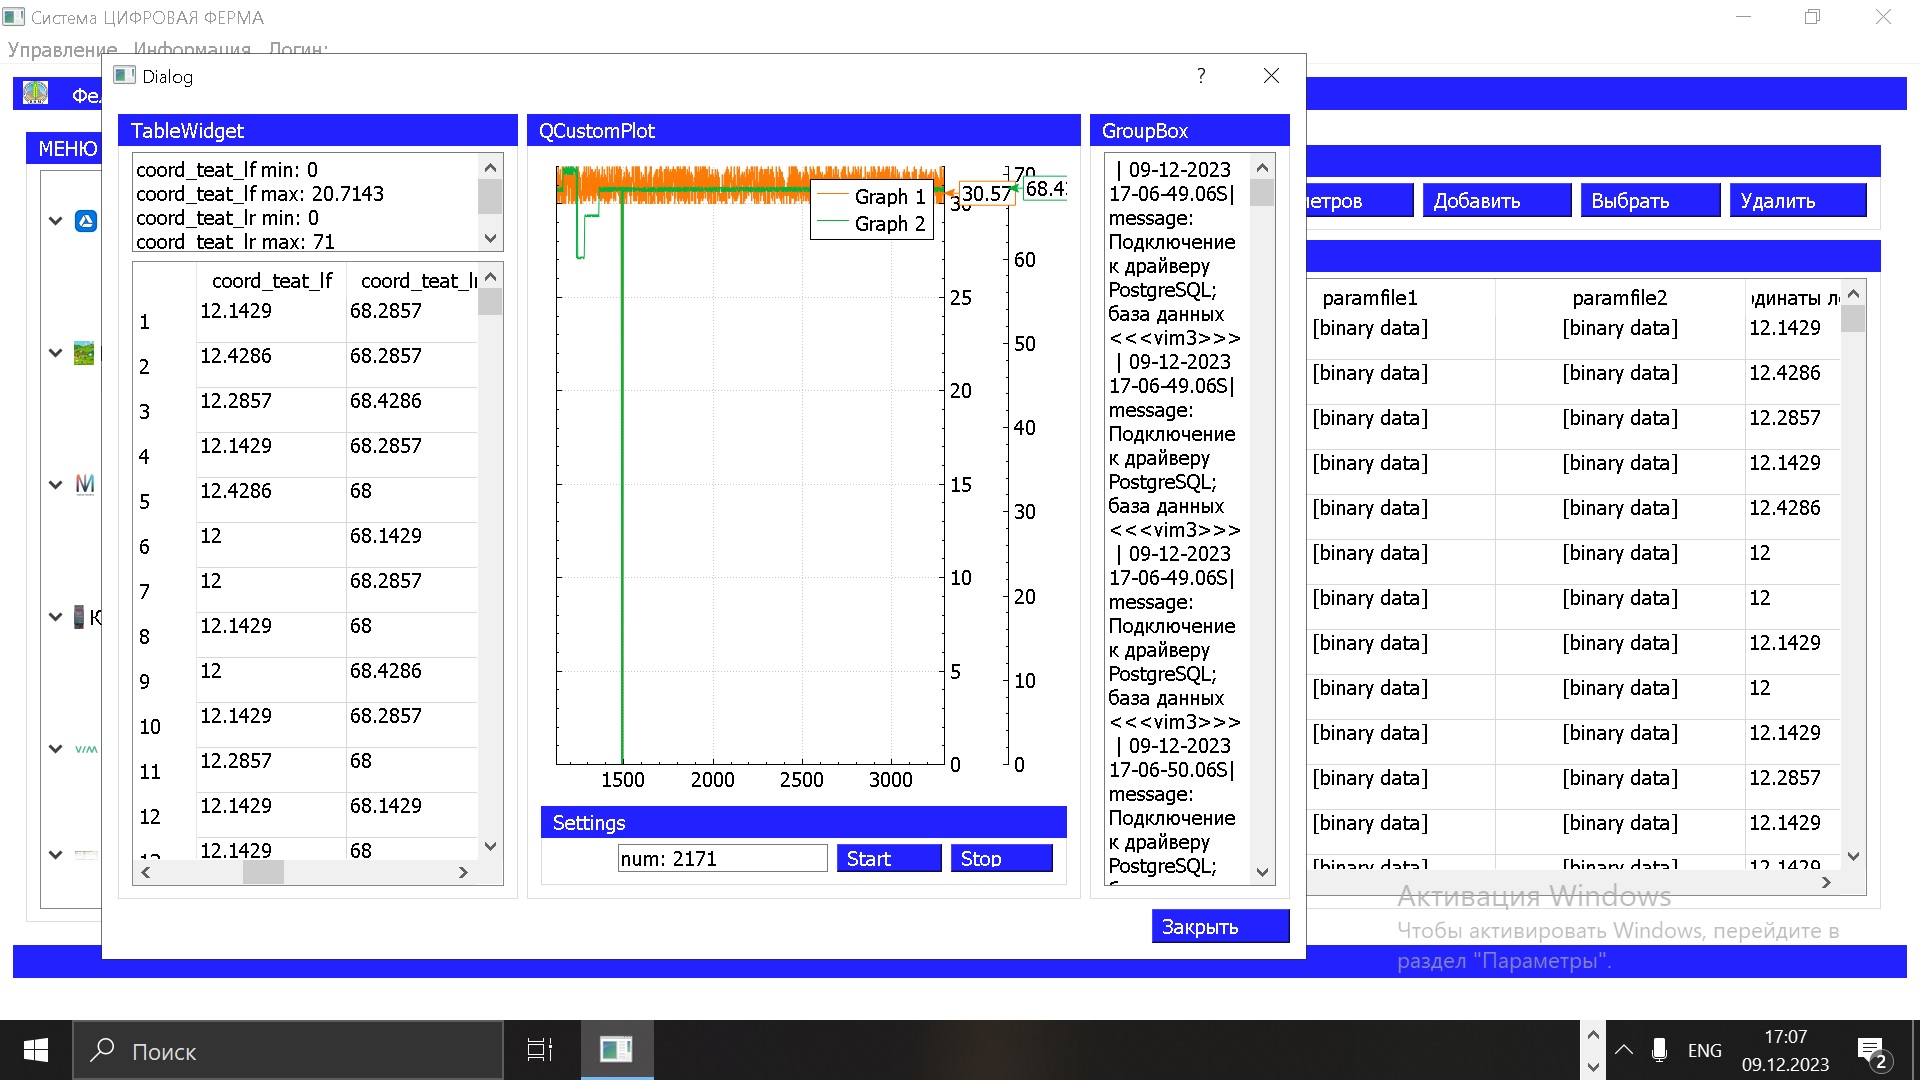 Система ЦИФРОВАЯ ФЕРМА
Управление Информация Логин:
МЕНЮ
Dialog
?
TableWidget
coord_teat_lf min: 0
coord_teat_lf max: 20.7143
coord_teat_lr min: 0
coord_teat_lr max: 71
coord_teat_lf
1 12.1429 68.2857
2 12.4286 68.2857
3 12.2857 68.4286
4 12.1429 68.2857
5 12.4286 68
6 12 68.1429
7 12 68.2857
8 12.1429 68
9 12 68.4286
10 12.1429 68.2857
11 12.2857 68
12 12.1429 68.1429
12.1429 68
QCustomPlot
Graph 1
Graph 2
30.57
70
60
50
40
30
20
10
0
25
20
15
10
5
0
1500 2000 2500 3000
Settings
num: 2171
Start
Stop
GroupBox
| 09-12-2023
17-06-49.06S|
message:
Подключение
к драйверу
PostgreSQL;
база данных
<<<vim3>>>
| 09-12-2023
17-06-49.06S|
message:
Подключение
к драйверу
PostgreSQL;
база данных
<<<vim3>>>
| 09-12-2023
17-06-49.06S|
message:
Подключение
к драйверу
PostgreSQL;
база данных
<<<vim3>>>
| 09-12-2023
17-06-50.06S|
message:
Подключение
к драйверу
PostgreSQL;
Закрыть
Добавить
Выбрать
Удалить
paramfile1 paramfile2
[binary data] [binary data] 12.1429
[binary data] [binary data] 12.4286
[binary data] [binary data] 12.2857
[binary data] [binary data] 12.1429
[binary data] [binary data] 12.4286
[binary data] [binary data] 12
[binary data] [binary data] 12
[binary data] [binary data] 12.1429
[binary data] [binary data] 12
[binary data] [binary data] 12.1429
[binary data] [binary data] 12.2857
[binary data] [binary data] 12.1429
[binary data] [binary data] 12.1429
Активация Windows
Чтобы активировать Windows, перейдите в
раздел "Параметры".
Поиск
ENG
17:07
09.12.2023
2